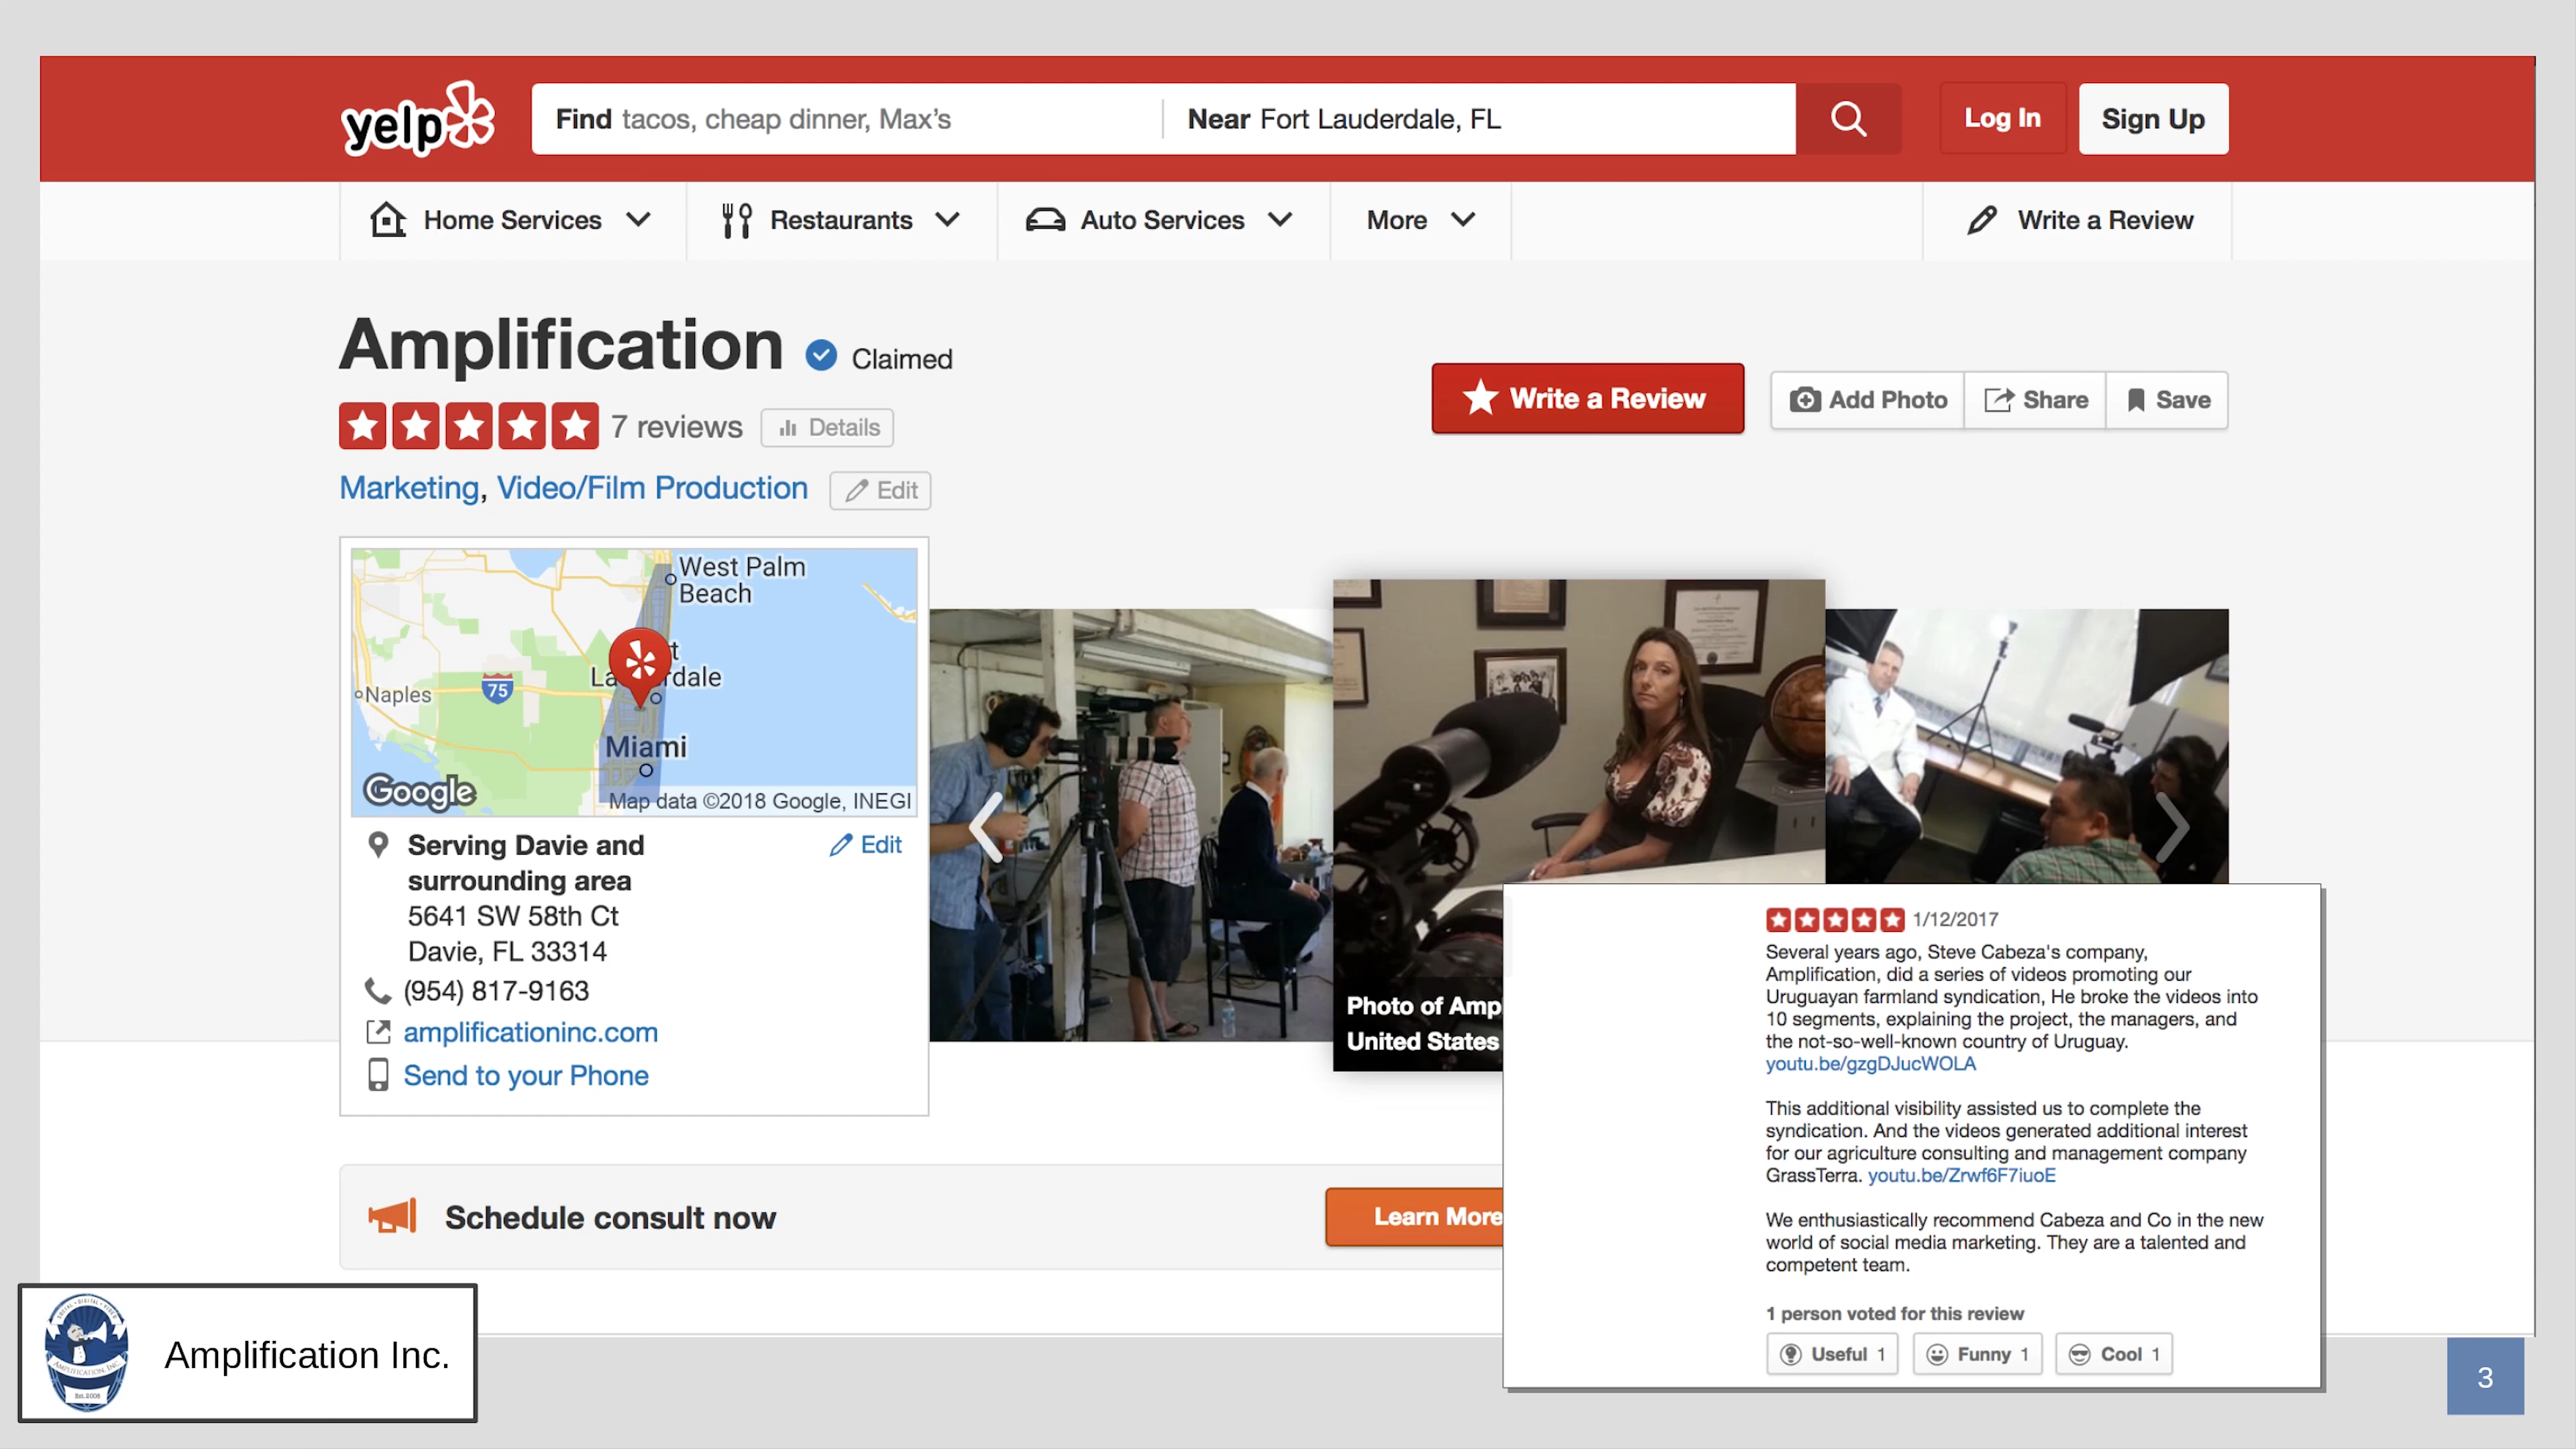 yelp
Find tacos, cheap dinner, Max's
Near Fort Lauderdale, FL
Log In
Sign Up
Home Services
Restaurants
Auto Services
More
Write a Review
Amplification
Claimed
7 reviews
Details
Write a Review
Add Photo
Share
Save
Marketing, Video/Film Production
Edit
West Palm
Beach
Naples
75
Miami
Google
Map data ©2018 Google, INEGI
Serving Davie and
surrounding area
Edit
5641 SW 58th Ct
Davie, FL 33314
(954) 817-9163
amplificationinc.com
Send to your Phone
Photo of Amp
United States
Schedule consult now
Learn More
1/12/2017
Several years ago, Steve Cabeza's company,
Amplification, did a series of videos promoting our
Uruguayan farmland syndication, He broke the videos into
10 segments, explaining the project, the managers, and
the not-so-well-known country of Uruguay.
youtu.be/gzgDJucWOLA
This additional visibility assisted us to complete the
syndication. And the videos generated additional interest
for our agriculture consulting and management company
GrassTerra. youtu.be/Zrwf6F7iuoE
We enthusiastically recommend Cabeza and Co in the new
world of social media marketing. They are a talented and
competent team.
1 person voted for this review
Useful 1
Funny 1
Cool 1
AMPLIFICATION, INC.
Est. 2008
Amplification Inc.
3